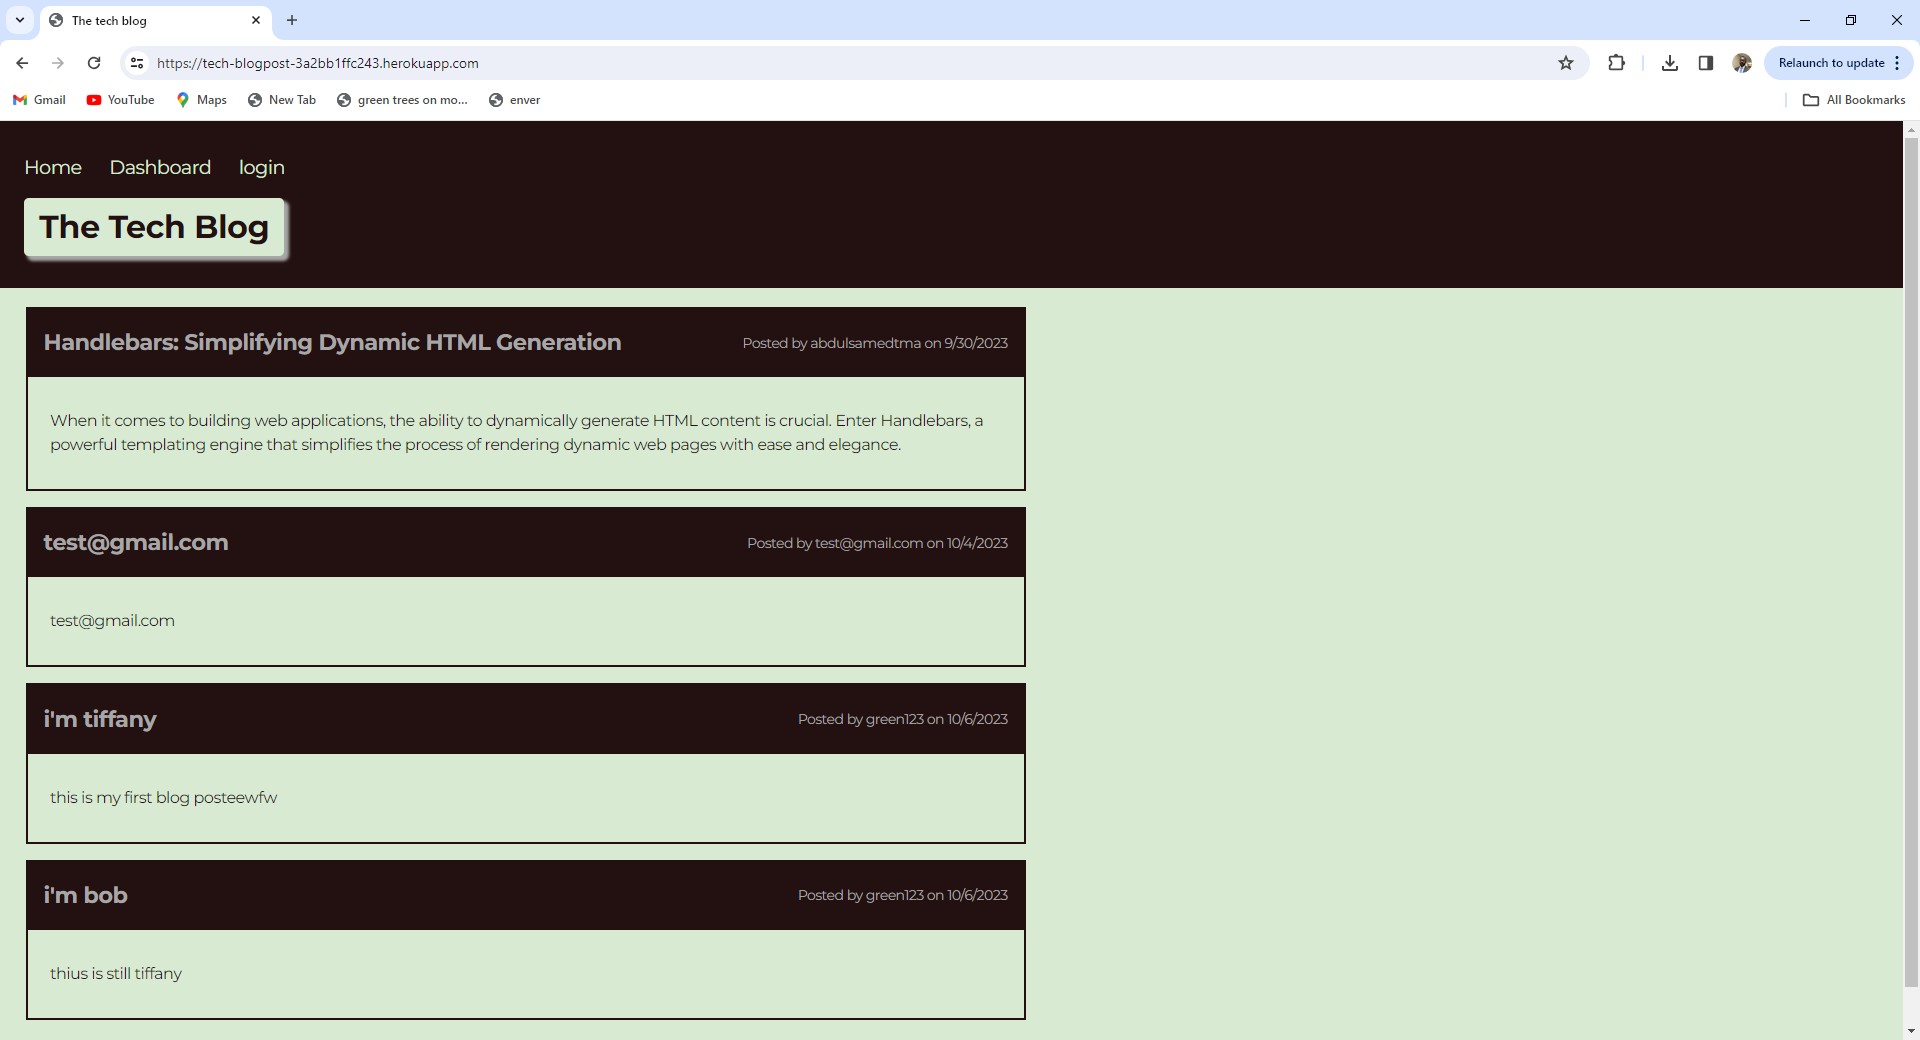 The tech blog
https://tech-blogpost-3a2bb1ffc243.herokuapp.com
Relaunch to update
Gmail YouTube Maps New Tab green trees on mo... enver All Bookmarks
Home Dashboard login
The Tech Blog
Handlebars: Simplifying Dynamic HTML Generation Posted by abdulsamedtma on 9/30/2023
When it comes to building web applications, the ability to dynamically generate HTML content is crucial. Enter Handlebars, a
powerful templating engine that simplifies the process of rendering dynamic web pages with ease and elegance.
test@gmail.com Posted by test@gmail.com on 10/4/2023
test@gmail.com
i'm tiffany Posted by green123 on 10/6/2023
this is my first blog posteewfw
i'm bob Posted by green123 on 10/6/2023
thius is still tiffany